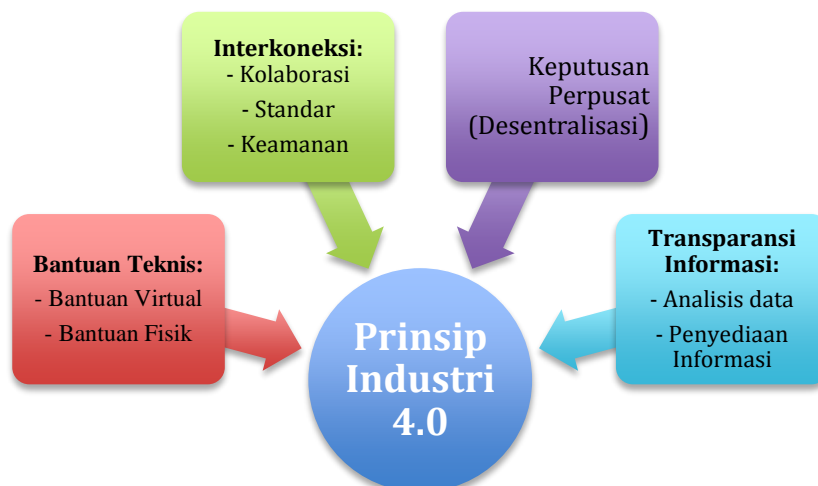 Interkoneksi:
- Kolaborasi
- Standar
- Keamanan
Keputusan
Perpusat
(Desentralisasi)
Bantuan Teknis:
- Bantuan Virtual
- Bantuan Fisik
Transparansi
Informasi:
- Analisis data
- Penyediaan
Informasi
Prinsip
Industri
4.0